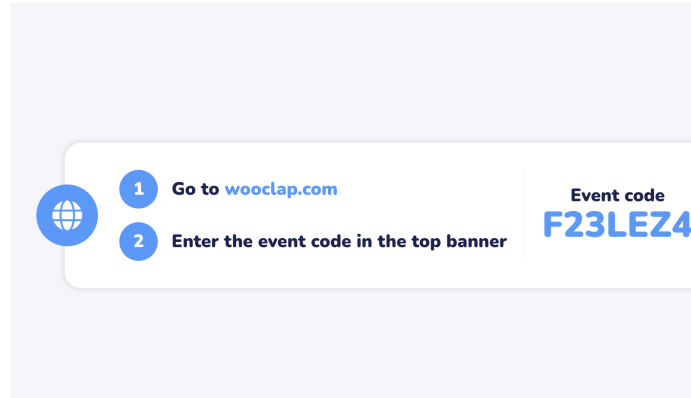 1 Go to wooclap.com
2 Enter the event code in the top banner
Event code
F23LEZ4